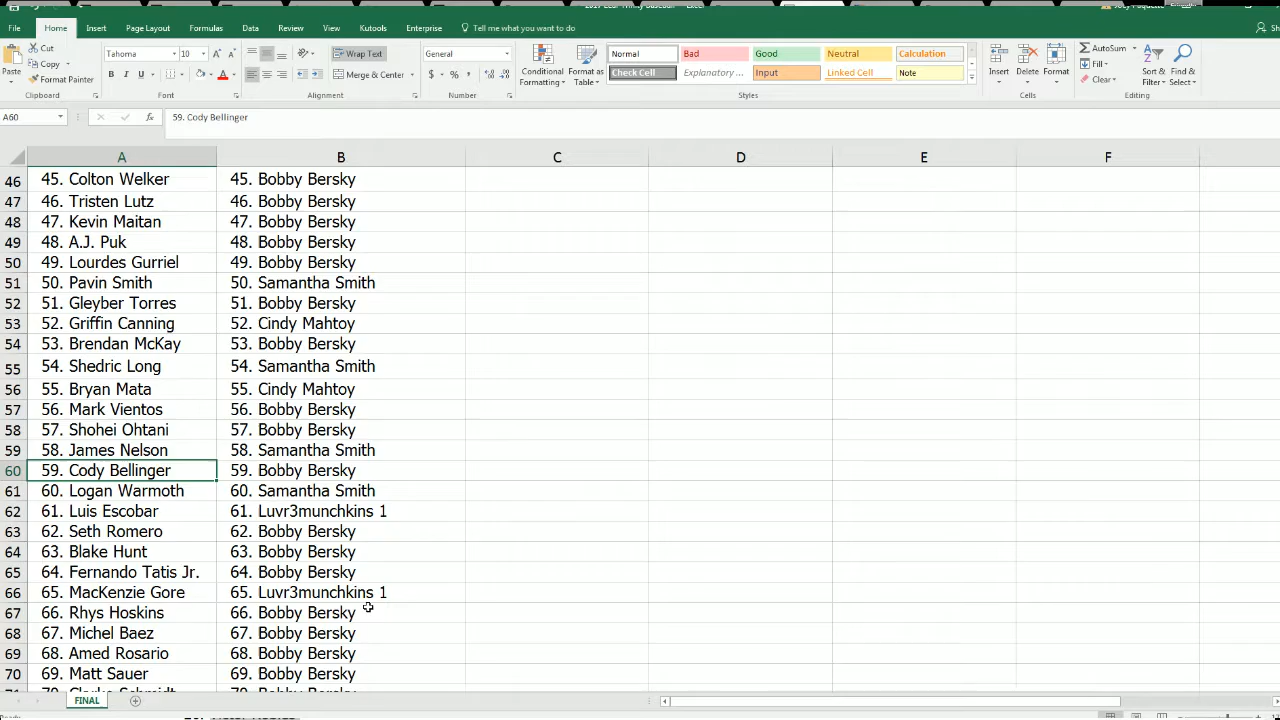 File Home Insert Page Layout Formulas Data Review View Kutools Enterprise Tell me what you want to do
Cut Tahoma 10 Wrap Text General Normal Bad Good Neutral Calculation AutoSum
Copy Fill
Paste Format Painter Merge & Center Conditional Formatting Format as Table Check Cell Explanatory ... Input Linked Cell Note Insert Delete Format Clear Sort & Filter Find & Select
Clipboard Font Alignment Number Styles Cells Editing
A60 59. Cody Bellinger
A B C D E F
46 45. Colton Welker 45. Bobby Bersky
47 46. Tristen Lutz 46. Bobby Bersky
48 47. Kevin Maitan 47. Bobby Bersky
49 48. A.J. Puk 48. Bobby Bersky
50 49. Lourdes Gurriel 49. Bobby Bersky
51 50. Pavin Smith 50. Samantha Smith
52 51. Gleyber Torres 51. Bobby Bersky
53 52. Griffin Canning 52. Cindy Mahtoy
54 53. Brendan McKay 53. Bobby Bersky
55 54. Shedric Long 54. Samantha Smith
56 55. Bryan Mata 55. Cindy Mahtoy
57 56. Mark Vientos 56. Bobby Bersky
58 57. Shohei Ohtani 57. Bobby Bersky
59 58. James Nelson 58. Samantha Smith
60 59. Cody Bellinger 59. Bobby Bersky
61 60. Logan Warmoth 60. Samantha Smith
62 61. Luis Escobar 61. Luvr3munchkins 1
63 62. Seth Romero 62. Bobby Bersky
64 63. Blake Hunt 63. Bobby Bersky
65 64. Fernando Tatis Jr. 64. Bobby Bersky
66 65. MacKenzie Gore 65. Luvr3munchkins 1
67 66. Rhys Hoskins 66. Bobby Bersky
68 67. Michel Baez 67. Bobby Bersky
69 68. Amed Rosario 68. Bobby Bersky
70 69. Matt Sauer 69. Bobby Bersky
FINAL